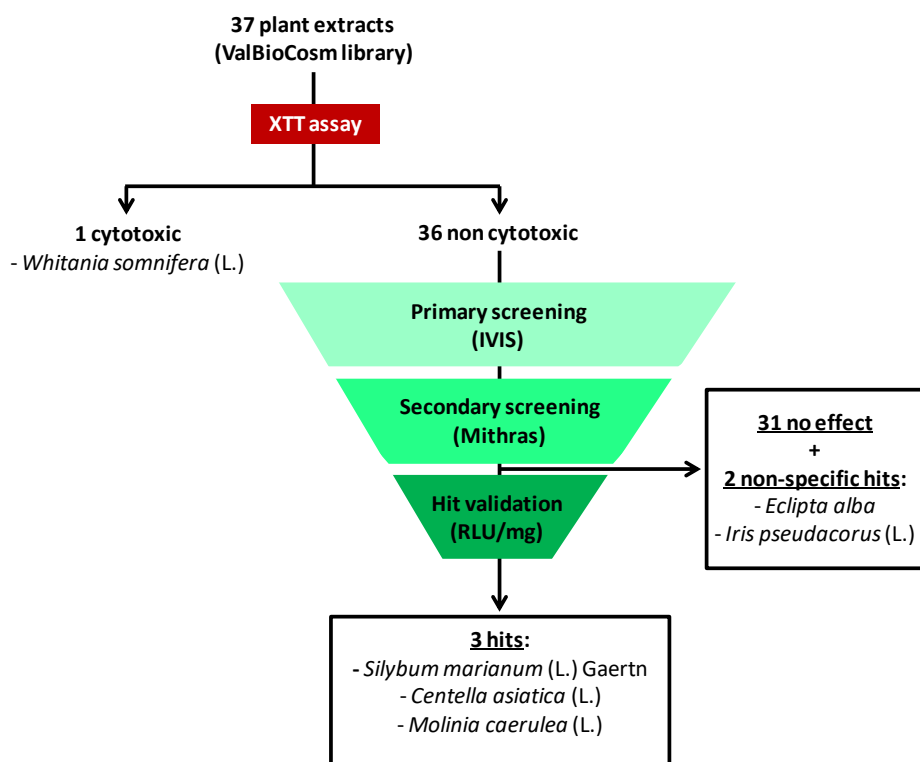 37 plant extracts
(ValBioCosm library)
XTT assay
1 cytotoxic
- Whitania somnifera (L.)
36 non cytotoxic
Primary screening
(IVIS)
Secondary screening
(Mithras)
31 no effect
+
2 non-specific hits:
- Eclipta alba
- Iris pseudacorus (L.)
Hit validation
(RLU/mg)
3 hits:
- Silybum marianum (L.) Gaertn
- Centella asiatica (L.)
- Molinia caerulea (L.)